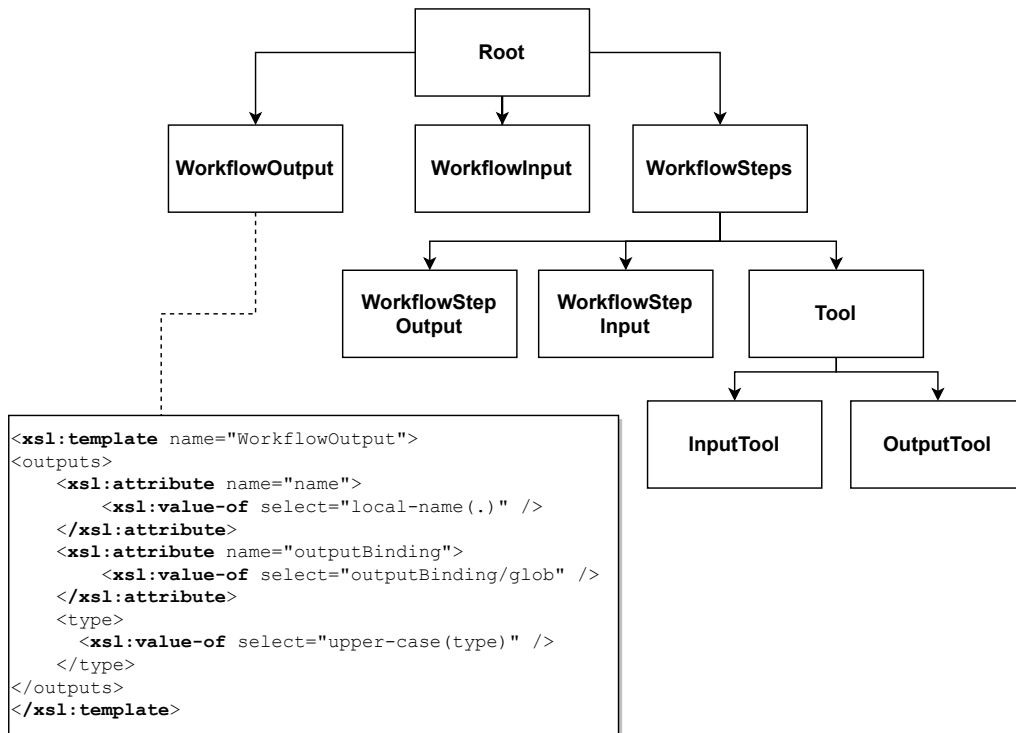 Root
WorkflowOutput
WorkflowInput
WorkflowSteps
WorkflowStep
Output
WorkflowStep
Input
Tool
InputTool
OutputTool
<xsl:template name="WorkflowOutput">
<outputs>
    <xsl:attribute name="name">
        <xsl:value-of select="local-name(.)" />
    </xsl:attribute>
    <xsl:attribute name="outputBinding">
        <xsl:value-of select="outputBinding/glob" />
    </xsl:attribute>
    <type>
      <xsl:value-of select="upper-case(type)" />
    </type>
</outputs>
</xsl:template>